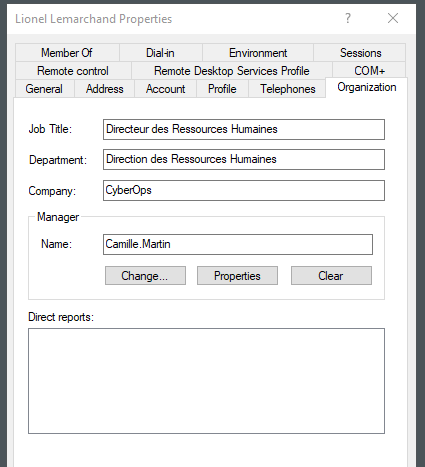 Lionel Lemarchand Properties
Member Of Dial-in Environment Sessions
Remote control Remote Desktop Services Profile COM+
General Address Account Profile Telephones Organization
Job Title: Directeur des Ressources Humaines
Department: Direction des Ressources Humaines
Company: CyberOps
Manager
Name: Camille.Martin
Change... Properties Clear
Direct reports: